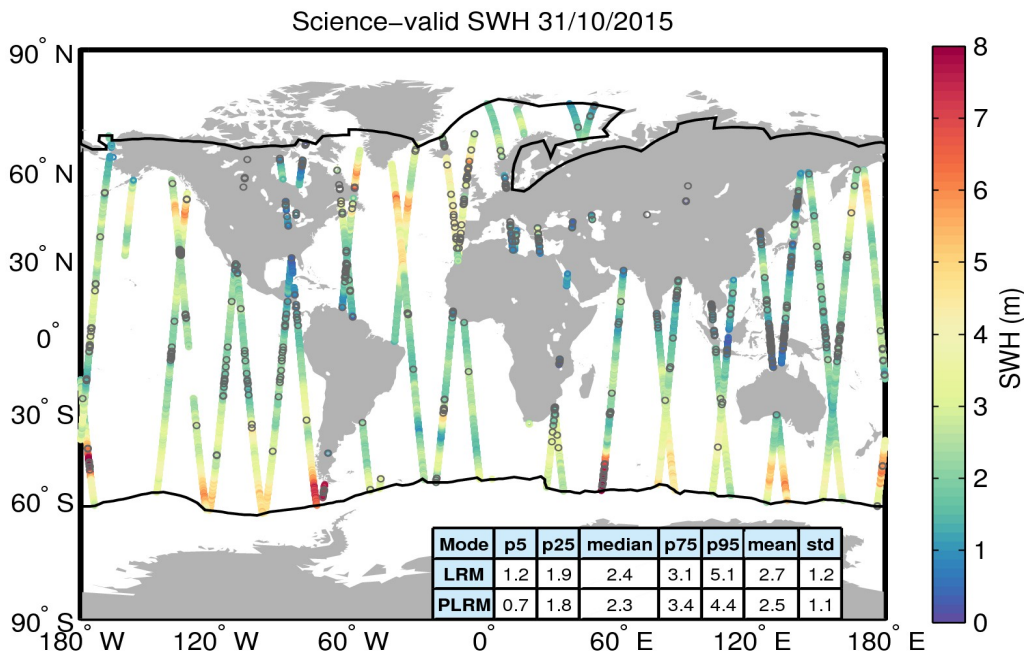 Science−valid SWH 31/10/2015
90° N
60° N
30° N
0°
30° S
60° S
90° S
180° W
120° W
60° W
0°
60° E
120° E
180° E
8
7
6
5
4
3
2
1
0
SWH (m)
Mode p5 p25 median p75 p95 mean std
LRM 1.2 1.9 2.4 3.1 5.1 2.7 1.2
PLRM 0.7 1.8 2.3 3.4 4.4 2.5 1.1